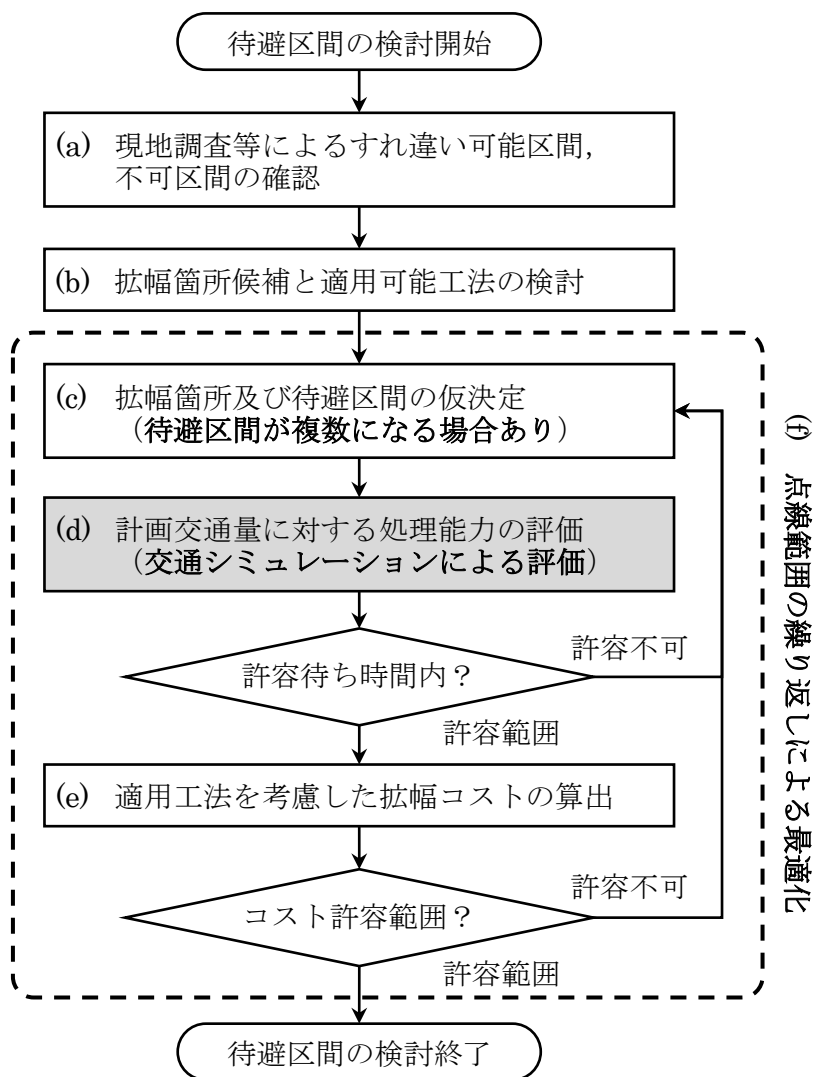 待避区間の検討開始
(a) 現地調査等によるすれ違い可能区間,
不可区間の確認
(b) 拡幅箇所候補と適用可能工法の検討
(c) 拡幅箇所及び待避区間の仮決定
（待避区間が複数になる場合あり）
(d) 計画交通量に対する処理能力の評価
（交通シミュレーションによる評価）
許容待ち時間内？
許容不可
許容範囲
(e) 適用工法を考慮した拡幅コストの算出
コスト許容範囲？
許容不可
許容範囲
待避区間の検討終了
(f) 点線範囲の繰り返しによる最適化